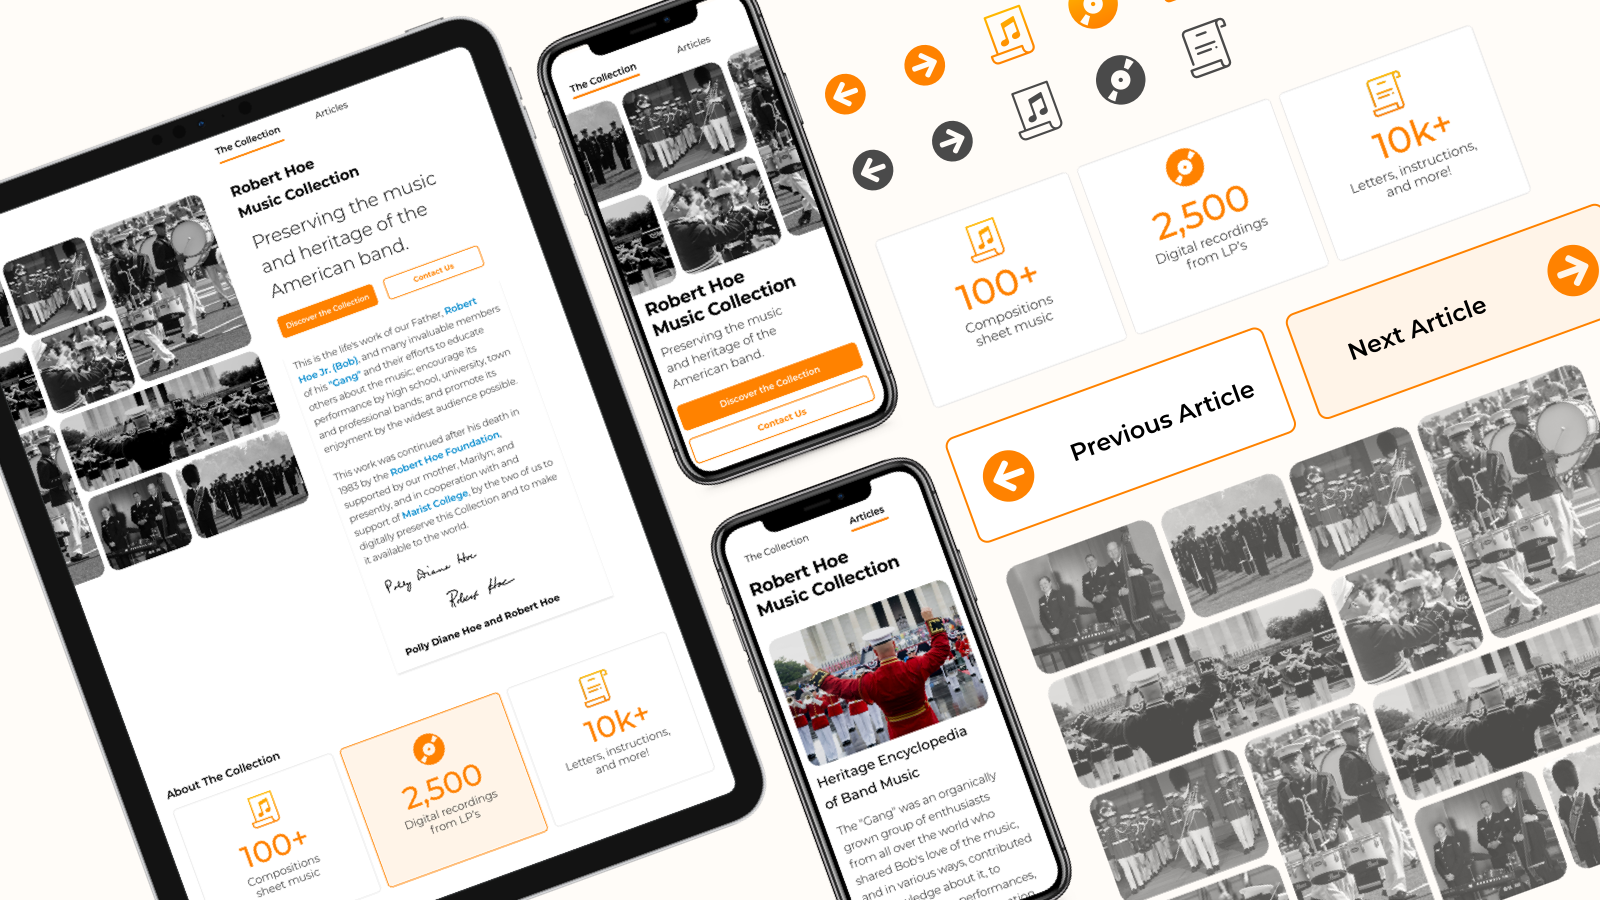 The Collection
Articles
Robert Hoe
Music Collection
Preserving the music
and heritage of the
American band.
Discover the Collection
Contact Us
This is the life's work of our Father, Robert
Hoe Jr. (Bob), and many invaluable members
of his "Gang" and their efforts to educate
others about the music; encourage its
performance by high school, university, town
and professional bands; and promote its
enjoyment by the widest audience possible.
This work was continued after his death in
1983 by the Robert Hoe Foundation,
supported by our mother, Marilyn; and
presently, and in cooperation with and
support of Marist College, by the two of us to
digitally preserve this Collection and to make
it available to the world.
Polly Diane Hoe
Robert Hoe
Polly Diane Hoe and Robert Hoe
About The Collection
100+
Compositions
sheet music
2,500
Digital recordings
from LP's
10k+
Letters, instructions,
and more!
The Collection
Articles
Robert Hoe
Music Collection
Preserving the music
and heritage of the
American band.
Discover the Collection
Contact Us
The Collection
Articles
Robert Hoe
Music Collection
Heritage Encyclopedia
of Band Music
The "Gang" was an organically
grown group of enthusiasts
from all over the world who
shared Bob's love of the music,
and in various ways, contributed
ledge about it, to
performances,
100+
Compositions
sheet music
2,500
Digital recordings
from LP's
10k+
Letters, instructions,
and more!
Previous Article
Next Article